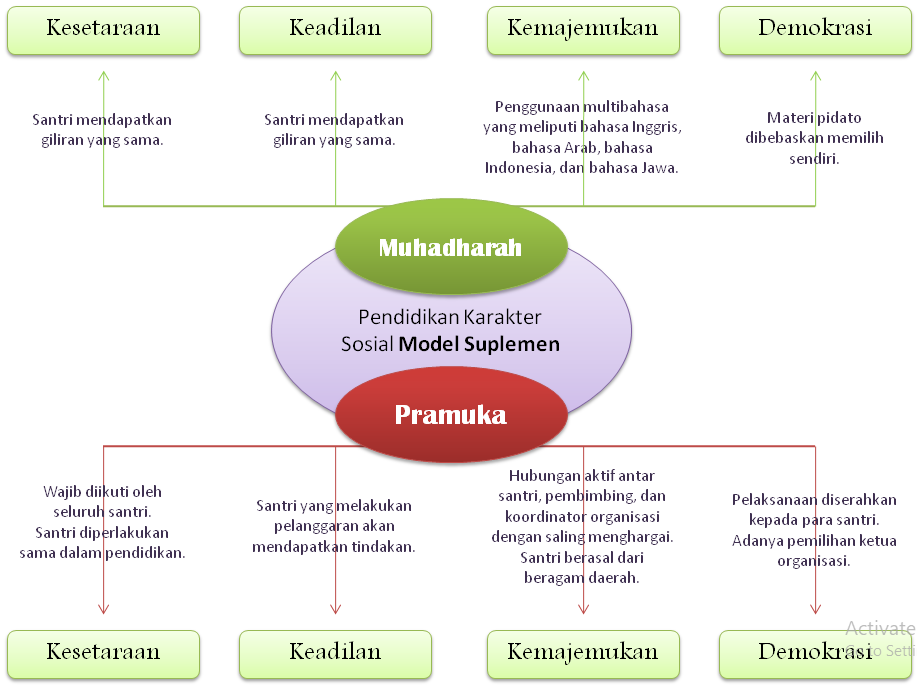 Kesetaraan
Keadilan
Kemajemukan
Demokrasi
Santri mendapatkan
giliran yang sama.
Santri mendapatkan
giliran yang sama.
Penggunaan multibahasa
yang meliputi bahasa Inggris,
bahasa Arab, bahasa
Indonesia, dan bahasa Jawa.
Materi pidato
dibebaskan memilih
sendiri.
Muhadharah
Pendidikan Karakter
Sosial Model Suplemen
Pramuka
Wajib diikuti oleh
seluruh santri.
Santri diperlakukan
sama dalam pendidikan.
Santri yang melakukan
pelanggaran akan
mendapatkan tindakan.
Hubungan aktif antar
santri, pembimbing, dan
koordinator organisasi
dengan saling menghargai.
Santri berasal dari
beragam daerah.
Pelaksanaan diserahkan
kepada para santri.
Adanya pemilihan ketua
organisasi.
Kesetaraan
Keadilan
Kemajemukan
Demokrasi
Activate
to Setti